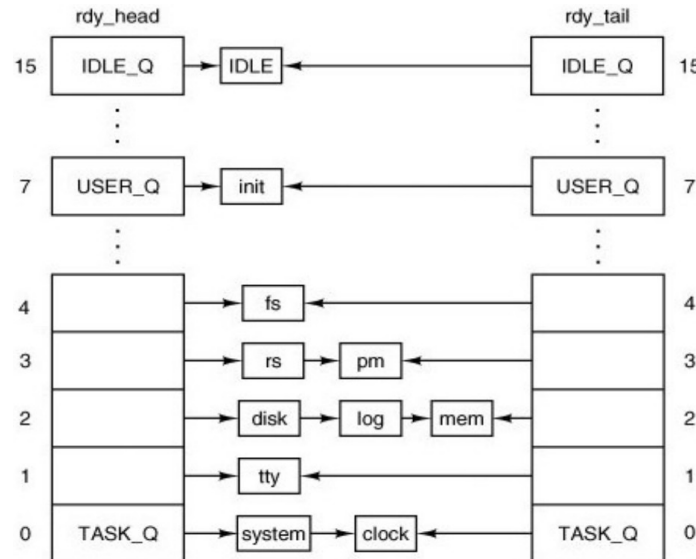 rdy_head rdy_tail
15 IDLE_Q IDLE IDLE_Q 15
7 USER_Q init USER_Q 7
4 fs 4
3 rs pm 3
2 disk log mem 2
1 tty 1
0 TASK_Q system clock TASK_Q 0